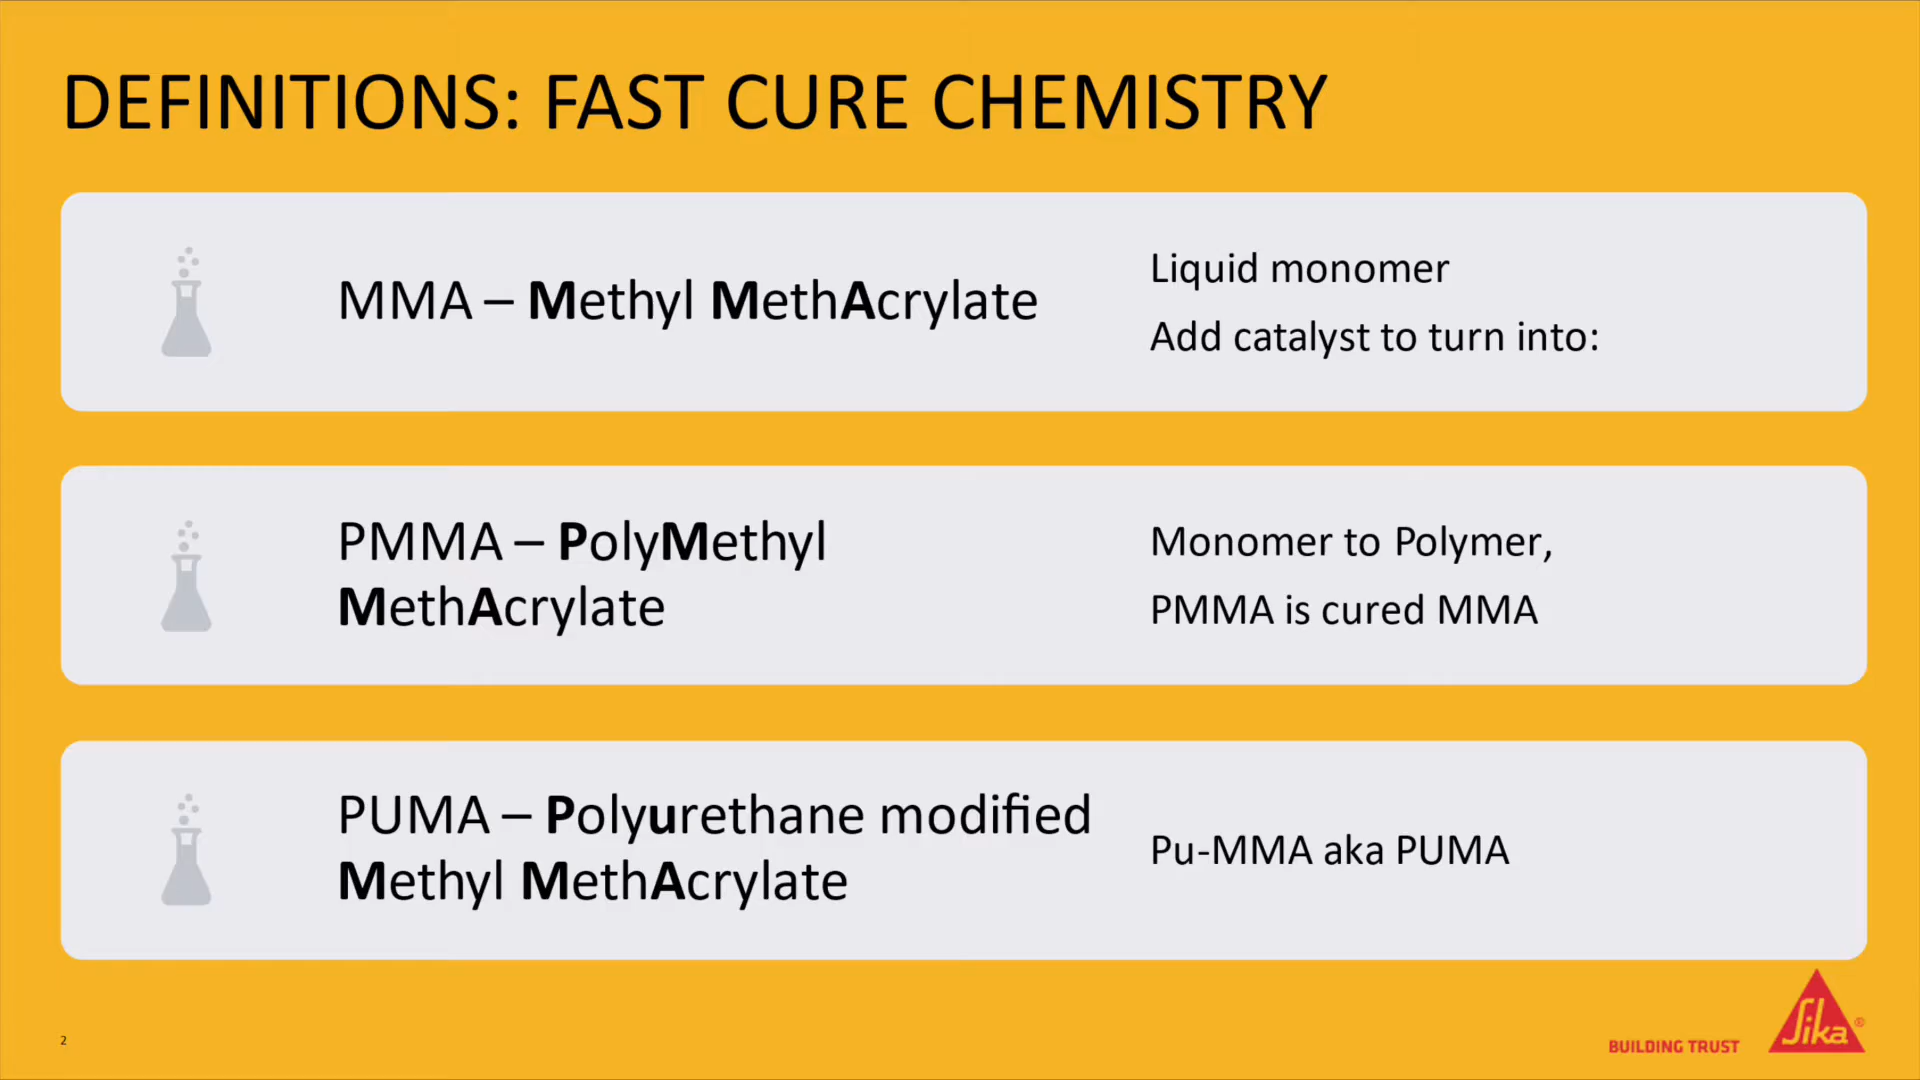 DEFINITIONS: FAST CURE CHEMISTRY
MMA – Methyl MethAcrylate
Liquid monomer
Add catalyst to turn into:
PMMA – PolyMethyl
MethAcrylate
Monomer to Polymer,
PMMA is cured MMA
PUMA – Polyurethane modified
Methyl MethAcrylate
Pu-MMA aka PUMA
2
BUILDING TRUST
Sika®